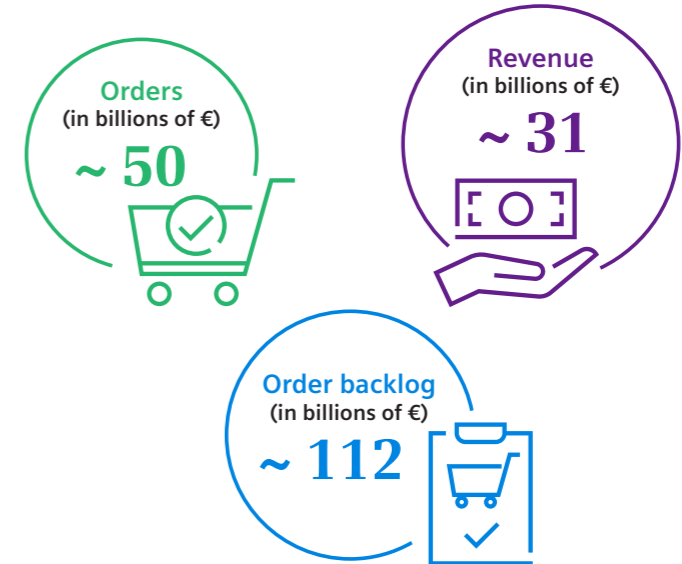 Orders
(in billions of €)
~ 50
Revenue
(in billions of €)
~ 31
Order backlog
(in billions of €)
~ 112